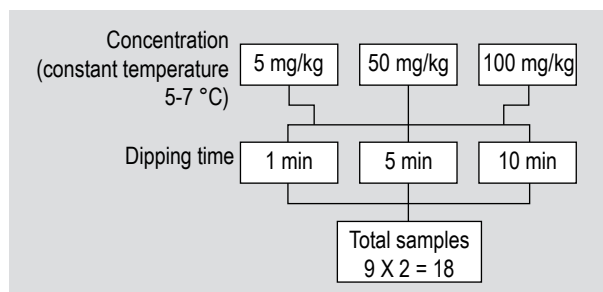 Concentration
(constant temperature
5-7 °C)
5 mg/kg
50 mg/kg
100 mg/kg
Dipping time
1 min
5 min
10 min
Total samples
9 X 2 = 18